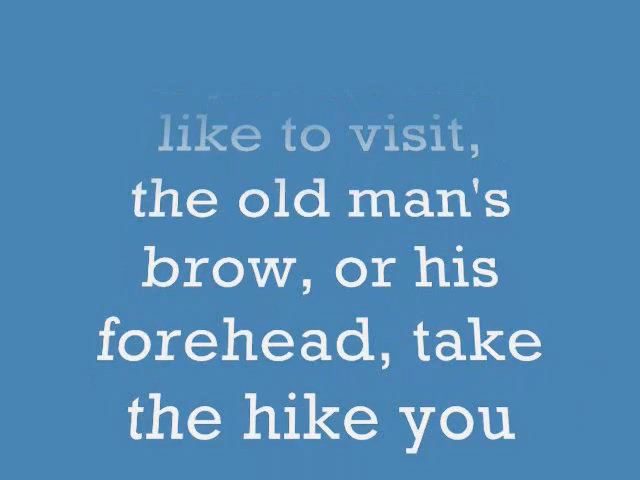 like to visit,
the old man's
brow, or his
forehead, take
the hike you